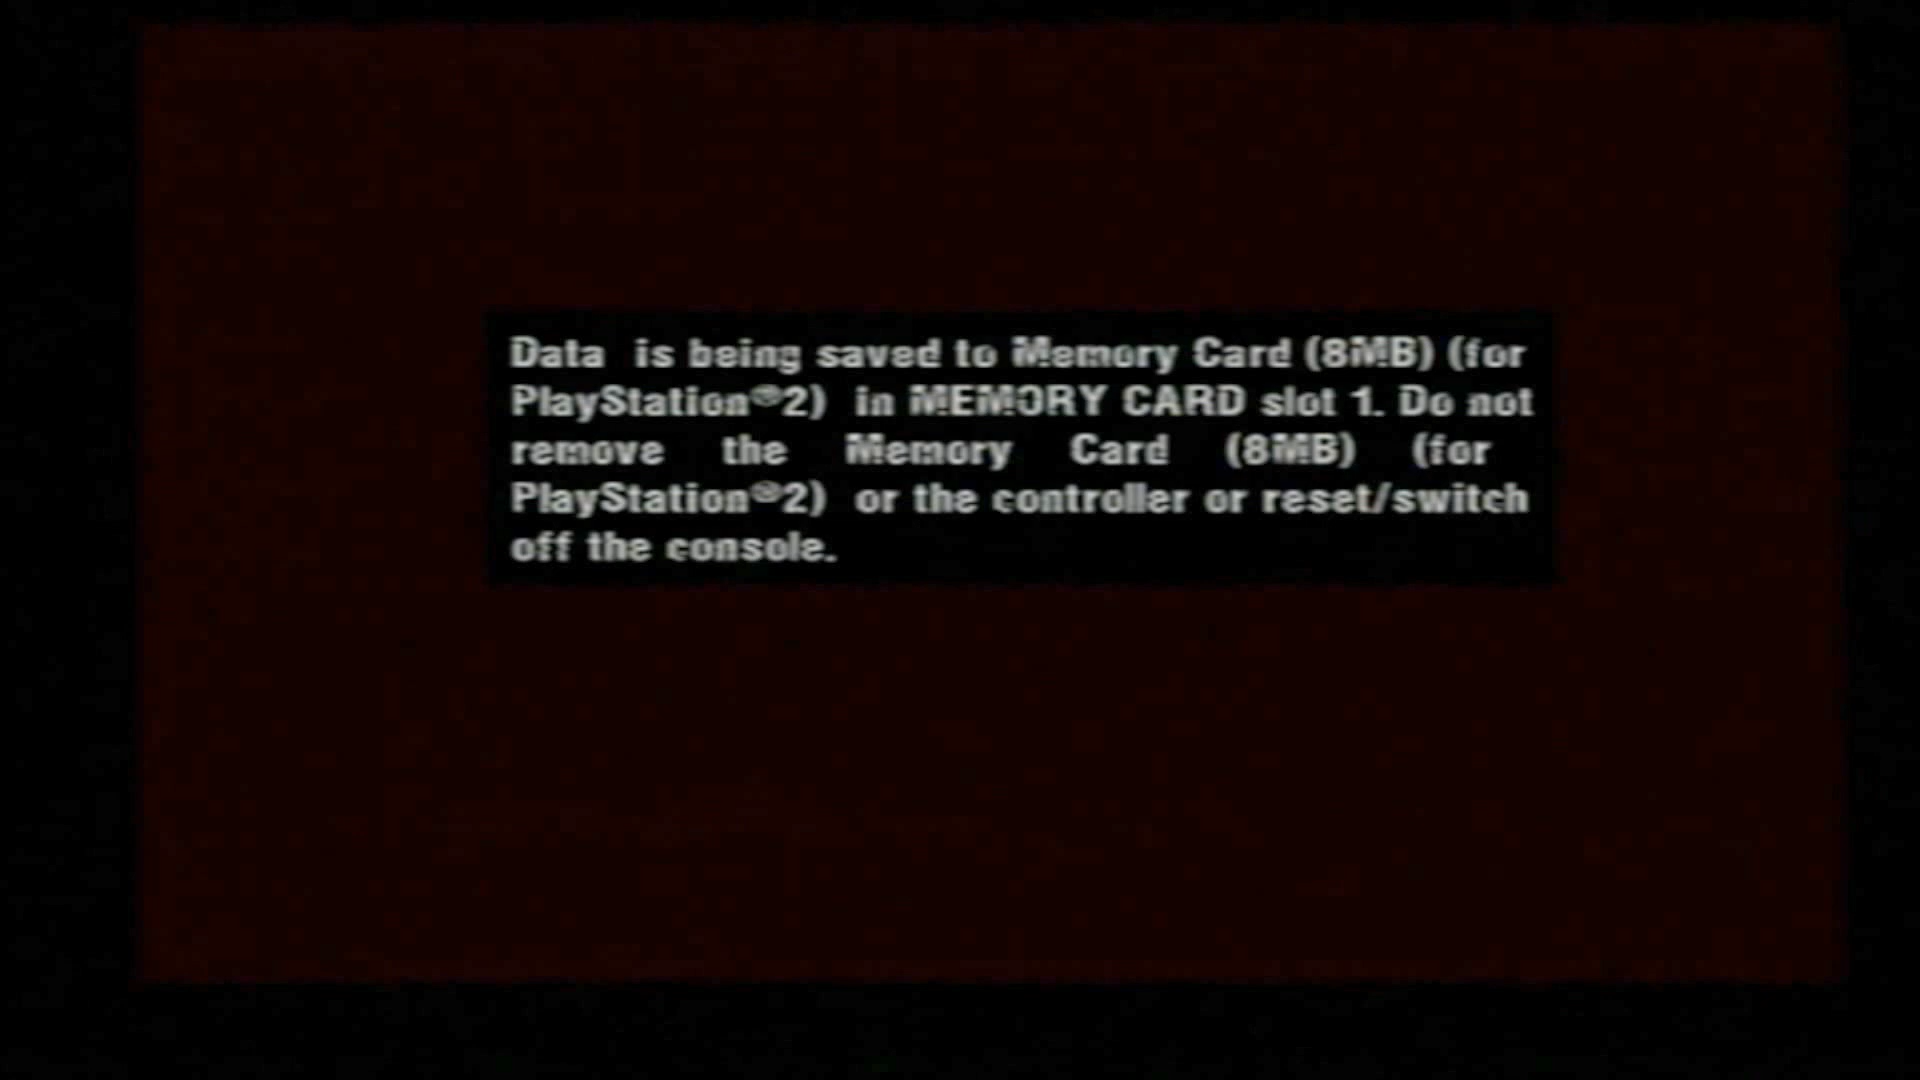 Data is being saved to Memory Card (8MB) (for
PlayStation®2) in MEMORY CARD slot 1. Do not
remove the Memory Card (8MB) (for
PlayStation®2) or the controller or reset/switch
off the console.